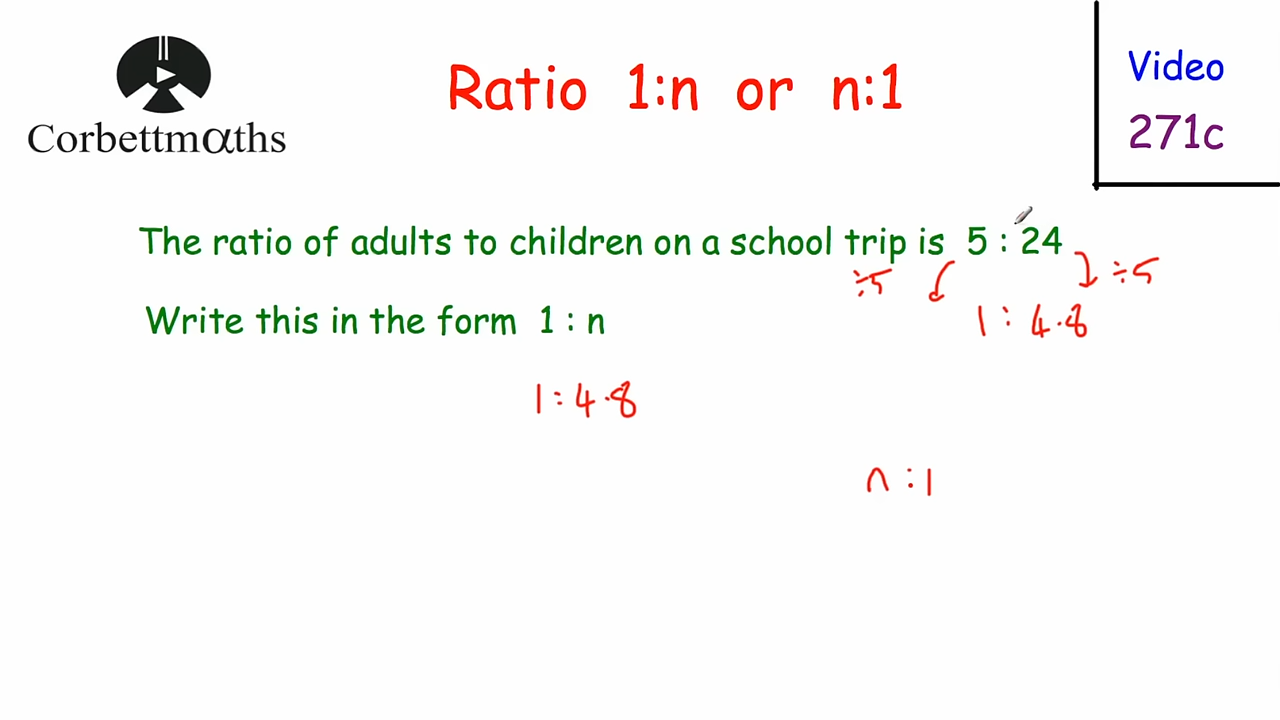 Corbettmαths
Ratio 1:n or n:1
Video
271c
The ratio of adults to children on a school trip is 5 : 24
÷5
÷5
Write this in the form 1 : n
1 : 4.8
1 : 4.8
n : 1